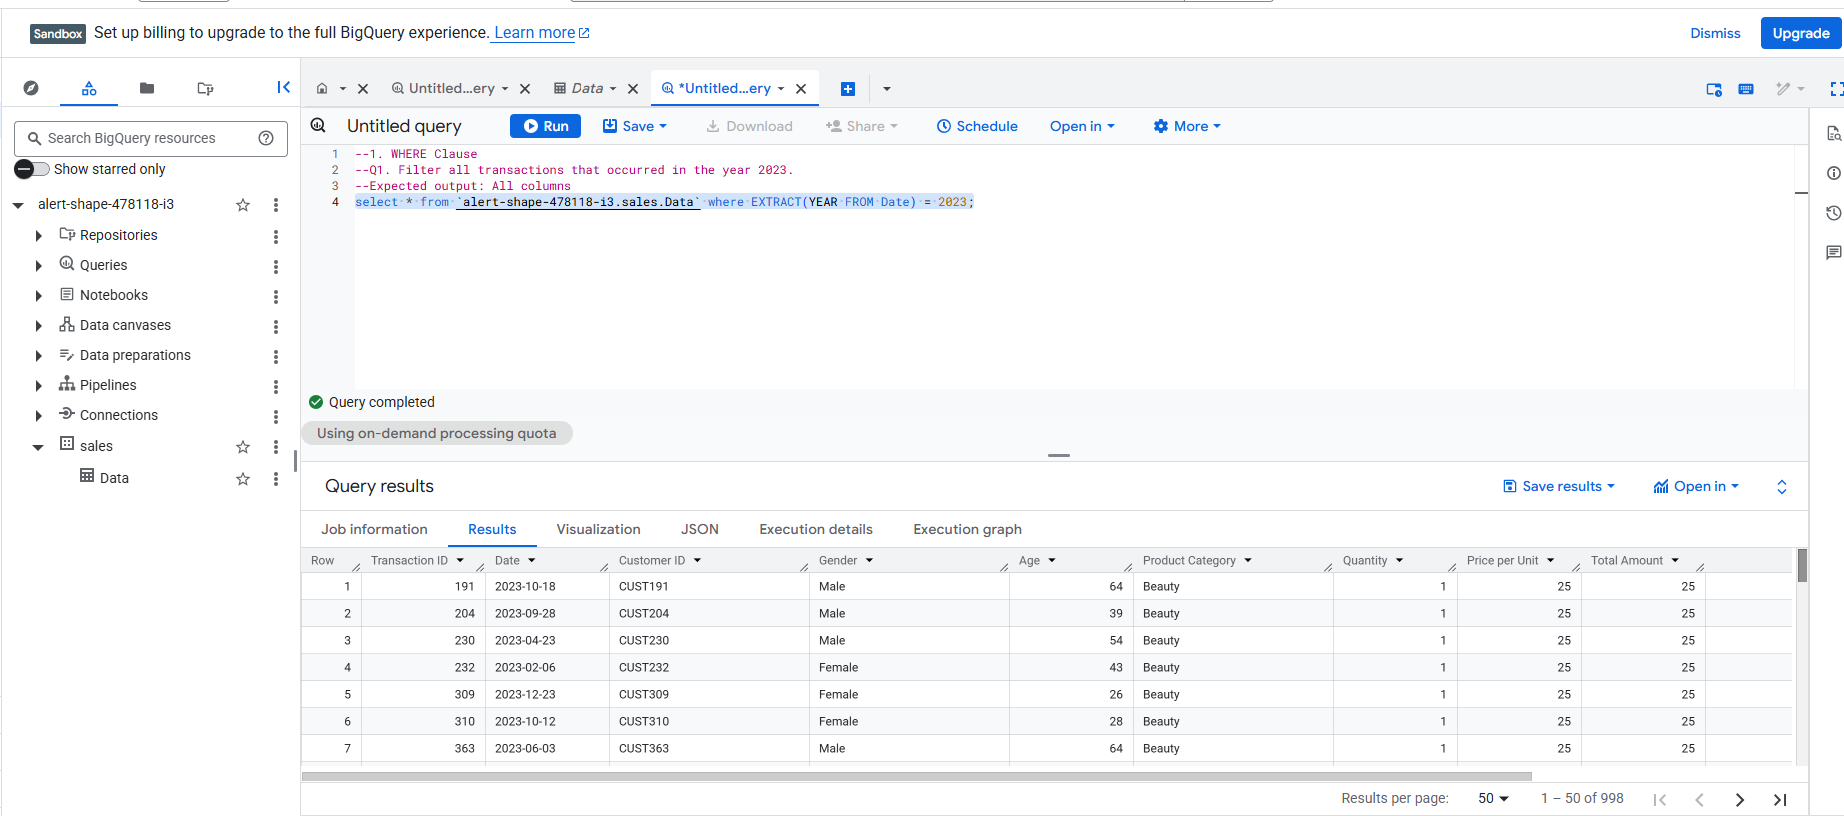 Sandbox Set up billing to upgrade to the full BigQuery experience. Learn more Dismiss Upgrade
Untitled...ery Data *Untitled...ery
Search BigQuery resources
Show starred only
alert-shape-478118-i3
Repositories
Queries
Notebooks
Data canvases
Data preparations
Pipelines
Connections
sales
Data
Untitled query Run Save Download Share Schedule Open in More
1 --1. WHERE Clause
2 --Q1. Filter all transactions that occurred in the year 2023.
3 --Expected output: All columns
4 select * from `alert-shape-478118-i3.sales.Data` where EXTRACT(YEAR FROM Date) = 2023;
Query completed
Using on-demand processing quota
Query results Save results Open in
Job information Results Visualization JSON Execution details Execution graph
Row Transaction ID Date Customer ID Gender Age Product Category Quantity Price per Unit Total Amount
1 191 2023-10-18 CUST191 Male 64 Beauty 1 25 25
2 204 2023-09-28 CUST204 Male 39 Beauty 1 25 25
3 230 2023-04-23 CUST230 Male 54 Beauty 1 25 25
4 232 2023-02-06 CUST232 Female 43 Beauty 1 25 25
5 309 2023-12-23 CUST309 Female 26 Beauty 1 25 25
6 310 2023-10-12 CUST310 Female 28 Beauty 1 25 25
7 363 2023-06-03 CUST363 Male 64 Beauty 1 25 25
Results per page: 50 1 – 50 of 998